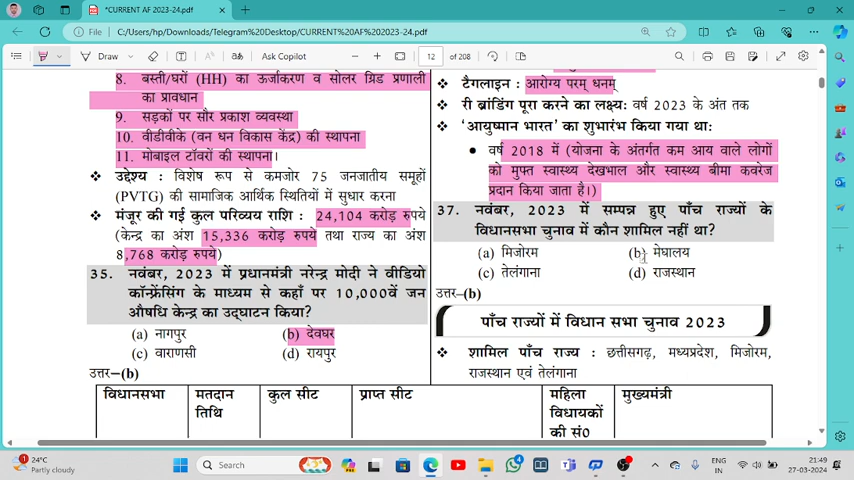 *CURRENT AF 2023-24.pdf
File
C:/Users/hp/Downloads/Telegram%20Desktop/CURRENT%20AF%202023-24.pdf
Draw
Ask Copilot
12 of 208
8. बस्ती/घरों (HH) का ऊर्जाकरण व सोलर ग्रिड प्रणाली
का प्रावधान
9. सड़कों पर सौर प्रकाश व्यवस्था
10. वीडीवीके (वन धन विकास केंद्र) की स्थापना
11. मोबाइल टॉवरों की स्थापना।
❖ उद्देश्य : विशेष रूप से कमजोर 75 जनजातीय समूहों
(PVTG) की सामाजिक आर्थिक स्थितियों में सुधार करना
❖ मंजूर की गई कुल परिव्यय राशि : 24,104 करोड़ रुपये
(केन्द्र का अंश 15,336 करोड़ रुपये तथा राज्य का अंश
8,768 करोड़ रुपये)
35. नवंबर, 2023 में प्रधानमंत्री नरेन्द्र मोदी ने वीडियो
कॉन्फ्रेंसिंग के माध्यम से कहाँ पर 10,000वें जन
औषधि केन्द्र का उद्घाटन किया?
(a) नागपुर (b) देवघर
(c) वाराणसी (d) रायपुर
उत्तर–(b)
❖ टैगलाइन : आरोग्य परम् धनम्
❖ री ब्रांडिंग पूरा करने का लक्ष्य: वर्ष 2023 के अंत तक
❖ 'आयुष्मान भारत' का शुभारंभ किया गया था:
● वर्ष 2018 में (योजना के अंतर्गत कम आय वाले लोगों
को मुफ्त स्वास्थ्य देखभाल और स्वास्थ्य बीमा कवरेज
प्रदान किया जाता है।)
37. नवंबर, 2023 में सम्पन्न हुए पाँच राज्यों के
विधानसभा चुनाव में कौन शामिल नहीं था?
(a) मिजोरम (b) मेघालय
(c) तेलंगाना (d) राजस्थान
उत्तर–(b)
पाँच राज्यों में विधान सभा चुनाव 2023
❖ शामिल पाँच राज्य : छत्तीसगढ़, मध्यप्रदेश, मिजोरम,
राजस्थान एवं तेलंगाना
विधानसभा मतदान तिथि कुल सीट प्राप्त सीट महिला विधायकों की सं0 मुख्यमंत्री
24°C
Partly cloudy
Search
ENG
IN
21:49
27-03-2024